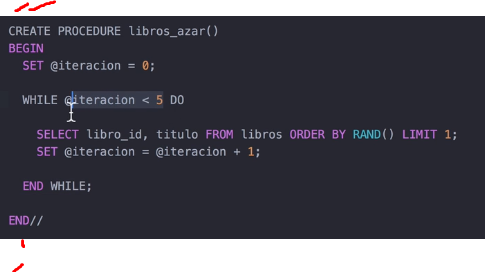 CREATE PROCEDURE libros_azar()
BEGIN
SET @iteracion = 0;
WHILE @iteracion < 5 DO
SELECT libro_id, titulo FROM libros ORDER BY RAND() LIMIT 1;
SET @iteracion = @iteracion + 1;
END WHILE;
END//